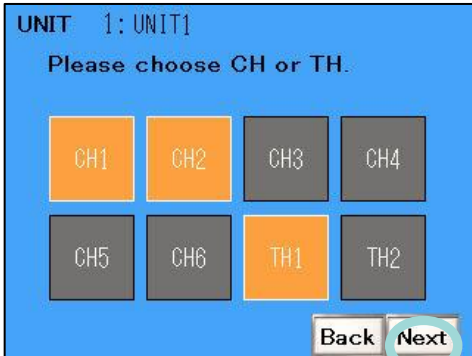 UNIT 1:UNIT1
Please choose CH or TH.
CH1 CH2 CH3 CH4
CH5 CH6 TH1 TH2
Back Next